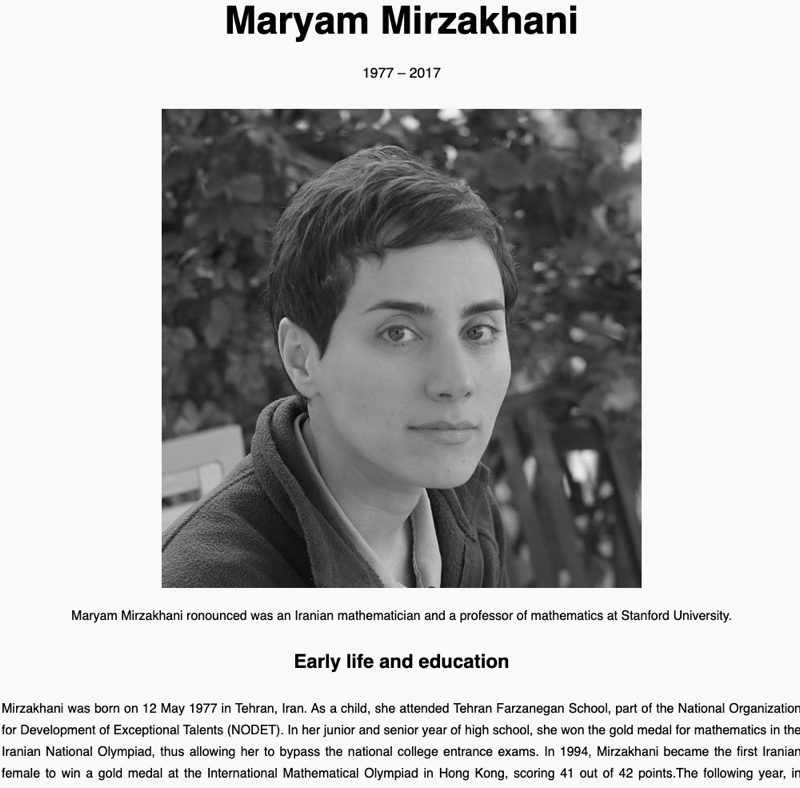 Maryam Mirzakhani
1977 – 2017
Maryam Mirzakhani ronounced was an Iranian mathematician and a professor of mathematics at Stanford University.
Early life and education
Mirzakhani was born on 12 May 1977 in Tehran, Iran. As a child, she attended Tehran Farzanegan School, part of the National Organization
for Development of Exceptional Talents (NODET). In her junior and senior year of high school, she won the gold medal for mathematics in the
Iranian National Olympiad, thus allowing her to bypass the national college entrance exams. In 1994, Mirzakhani became the first Iranian
female to win a gold medal at the International Mathematical Olympiad in Hong Kong, scoring 41 out of 42 points.The following year, in